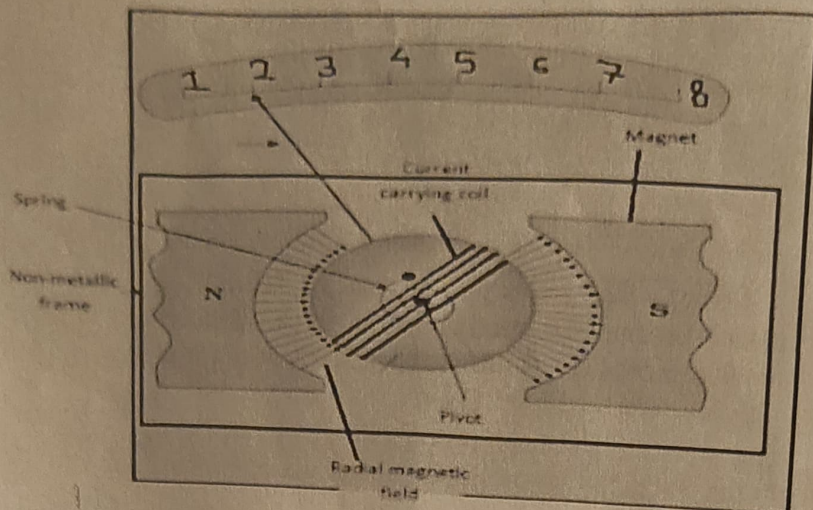 1 2 3 4 5 6 7 8
Magnet
Current
carrying coil
Spring
Non-metallic
frame
N
S
Pivot
Radial magnetic
field